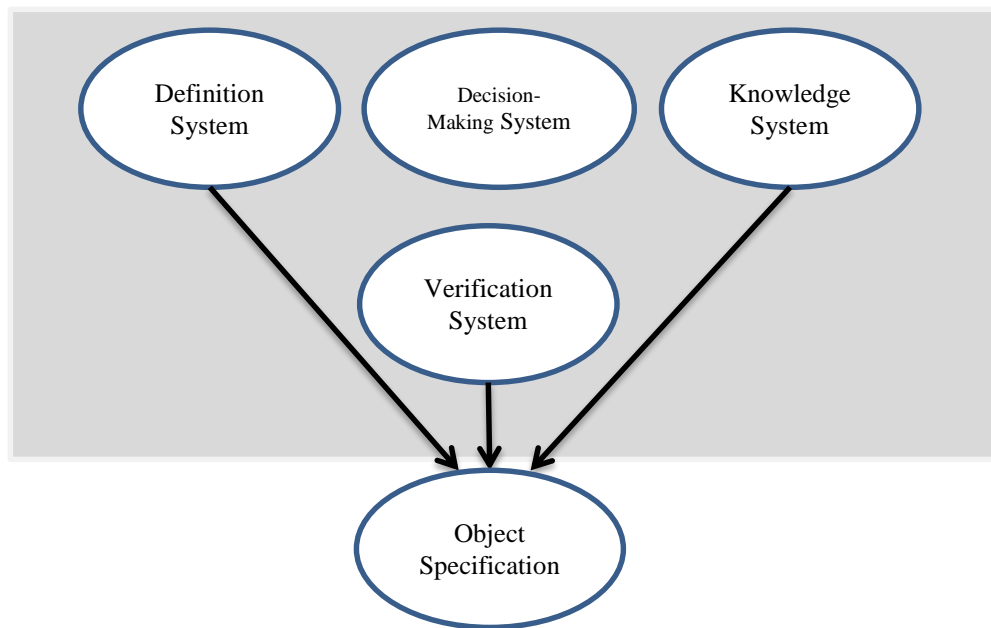 Definition
System
Decision-
Making System
Knowledge
System
Verification
System
Object
Specification